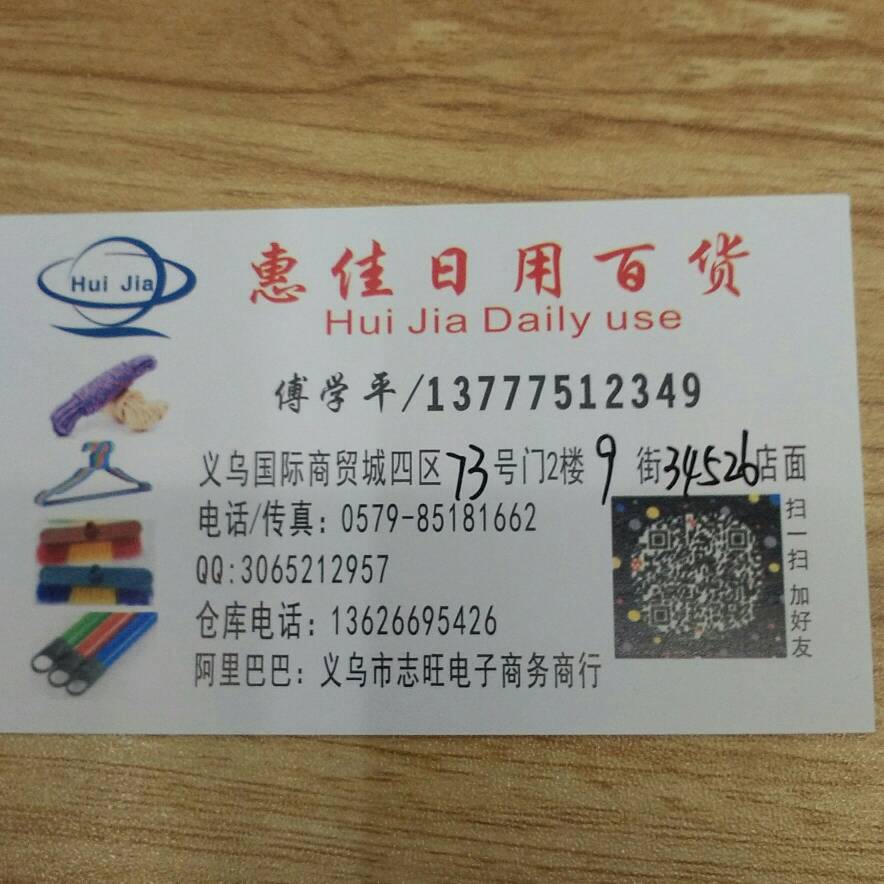 Hui Jia
惠佳日用百货
Hui Jia Daily use
傅学平/13777512349
义乌国际商贸城四区73号门2楼9街34526店面
电话/传真：0579-85181662
QQ:3065212957
仓库电话：13626695426
阿里巴巴：义乌市志旺电子商务商行
扫一扫 加好友